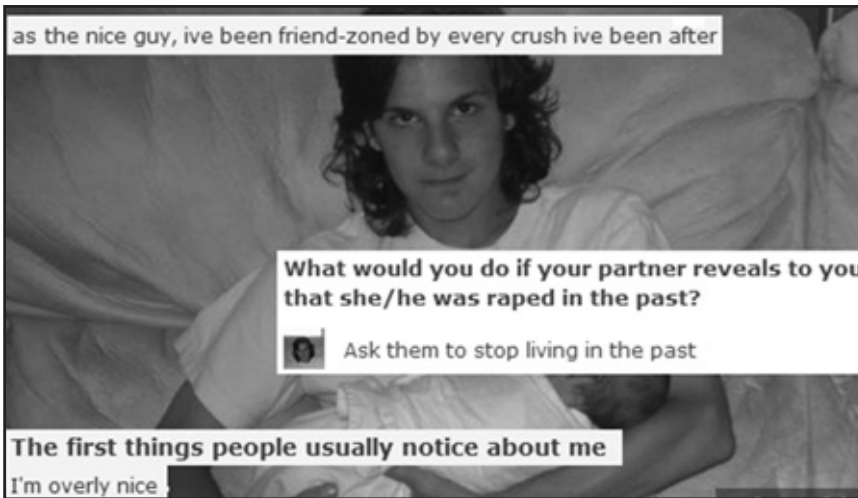 as the nice guy, ive been friend-zoned by every crush ive been after
What would you do if your partner reveals to you
that she/he was raped in the past?
Ask them to stop living in the past
The first things people usually notice about me
I'm overly nice